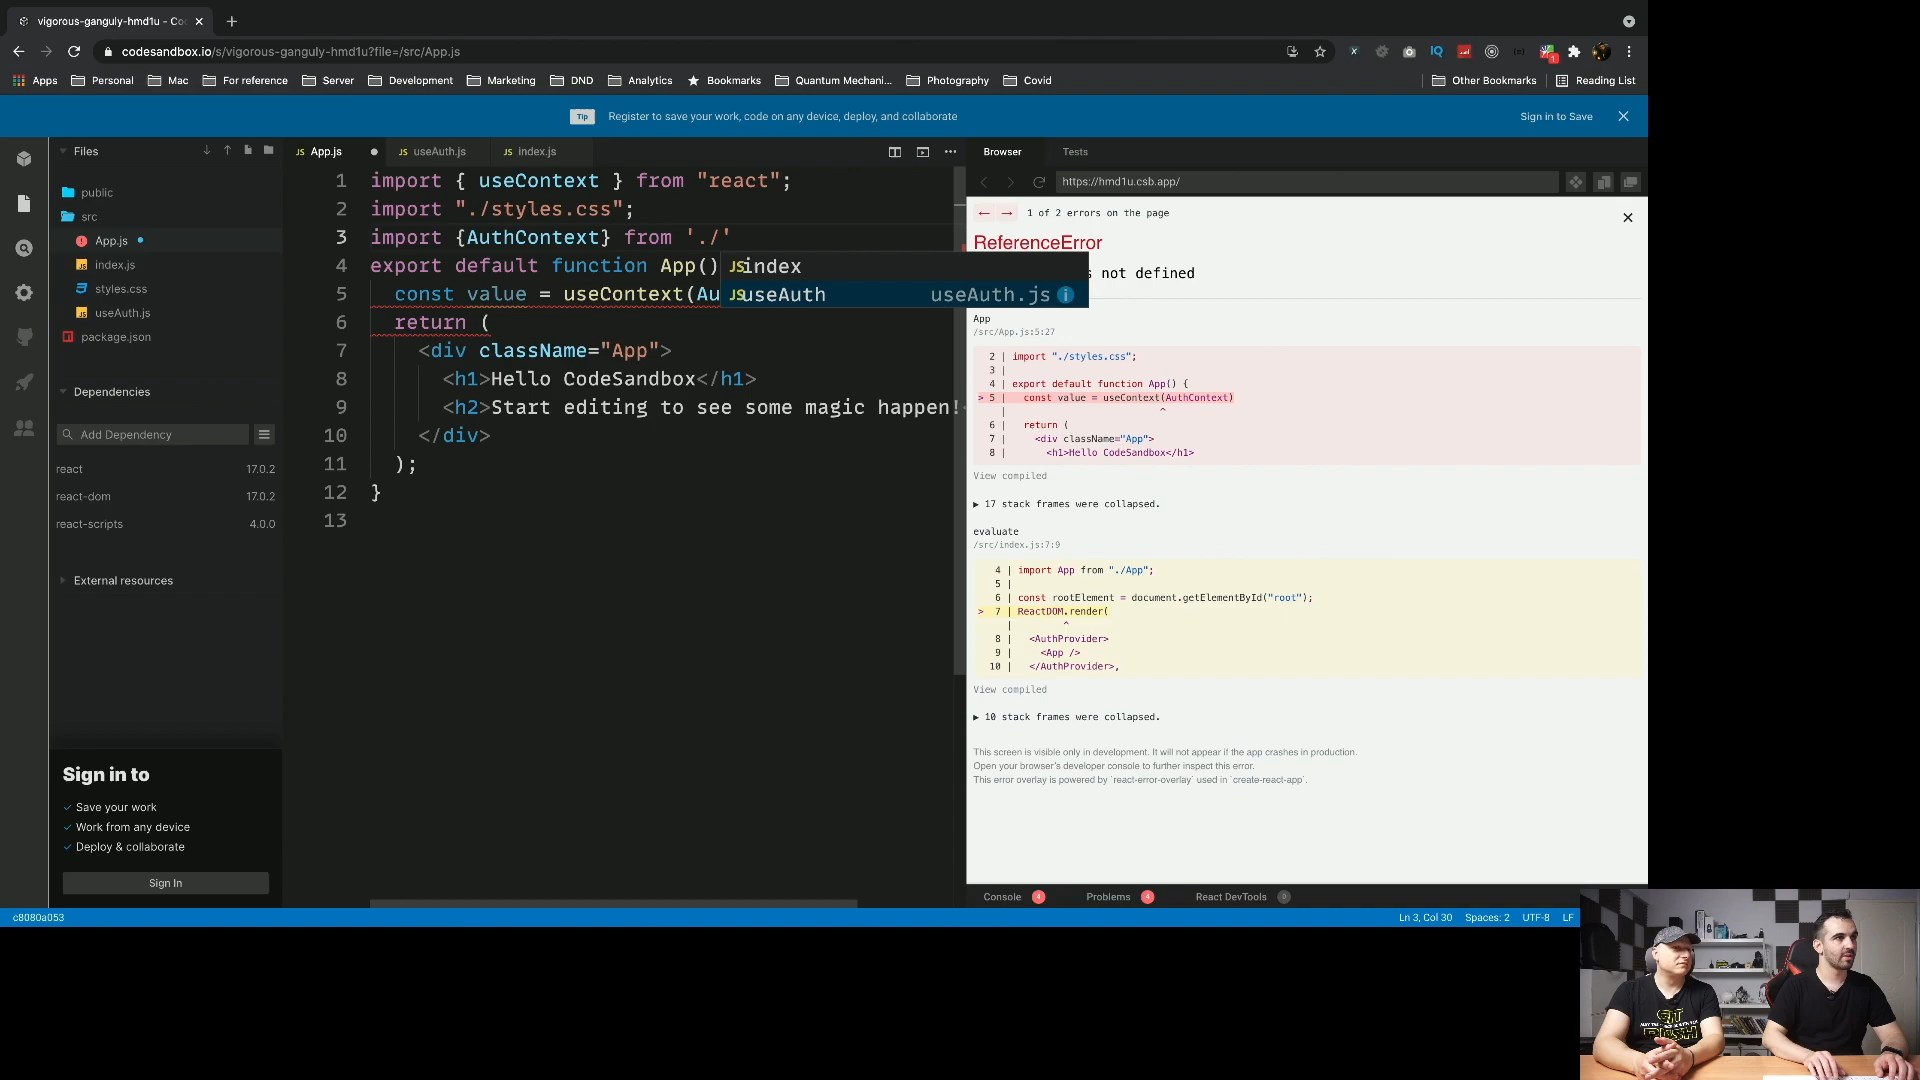 vigorous-ganguly-hmd1u - Co
codesandbox.io/s/vigorous-ganguly-hmd1u?file=/src/App.js
Apps
Personal
Mac
For reference
Server
Development
Marketing
DND
Analytics
Bookmarks
Quantum Mechani...
Photography
Covid
Other Bookmarks
Reading List
Tip
Register to save your work, code on any device, deploy, and collaborate
Sign in to Save
Files
public
src
App.js
index.js
styles.css
useAuth.js
package.json
Dependencies
Add Dependency
react 17.0.2
react-dom 17.0.2
react-scripts 4.0.0
External resources
Sign in to
Save your work
Work from any device
Deploy & collaborate
Sign In
JS App.js
JS useAuth.js
JS index.js
1 import { useContext } from "react";
2 import "./styles.css";
3 import {AuthContext} from './'
4 export default function App()
5 const value = useContext(Au
6 return (
7 <div className="App">
8 <h1>Hello CodeSandbox</h1>
9 <h2>Start editing to see some magic happen!
10 </div>
11 );
12 }
13
JS index
JS useAuth useAuth.js
Browser
Tests
https://hmd1u.csb.app/
← → 1 of 2 errors on the page
ReferenceError
s not defined
App
/src/App.js:5:27
2 | import "./styles.css";
3 |
4 | export default function App() {
> 5 | const value = useContext(AuthContext)
| ^
6 | return (
7 | <div className="App">
8 | <h1>Hello CodeSandbox</h1>
View compiled
▶ 17 stack frames were collapsed.
evaluate
/src/index.js:7:9
4 | import App from "./App";
5 |
6 | const rootElement = document.getElementById("root");
> 7 | ReactDOM.render(
| ^
8 | <AuthProvider>
9 | <App />
10 | </AuthProvider>,
View compiled
▶ 10 stack frames were collapsed.
This screen is visible only in development. It will not appear if the app crashes in production.
Open your browser's developer console to further inspect this error.
This error overlay is powered by `react-error-overlay` used in `create-react-app`.
Console 4
Problems 4
React DevTools 0
c8080a053
Ln 3, Col 30
Spaces: 2
UTF-8
LF